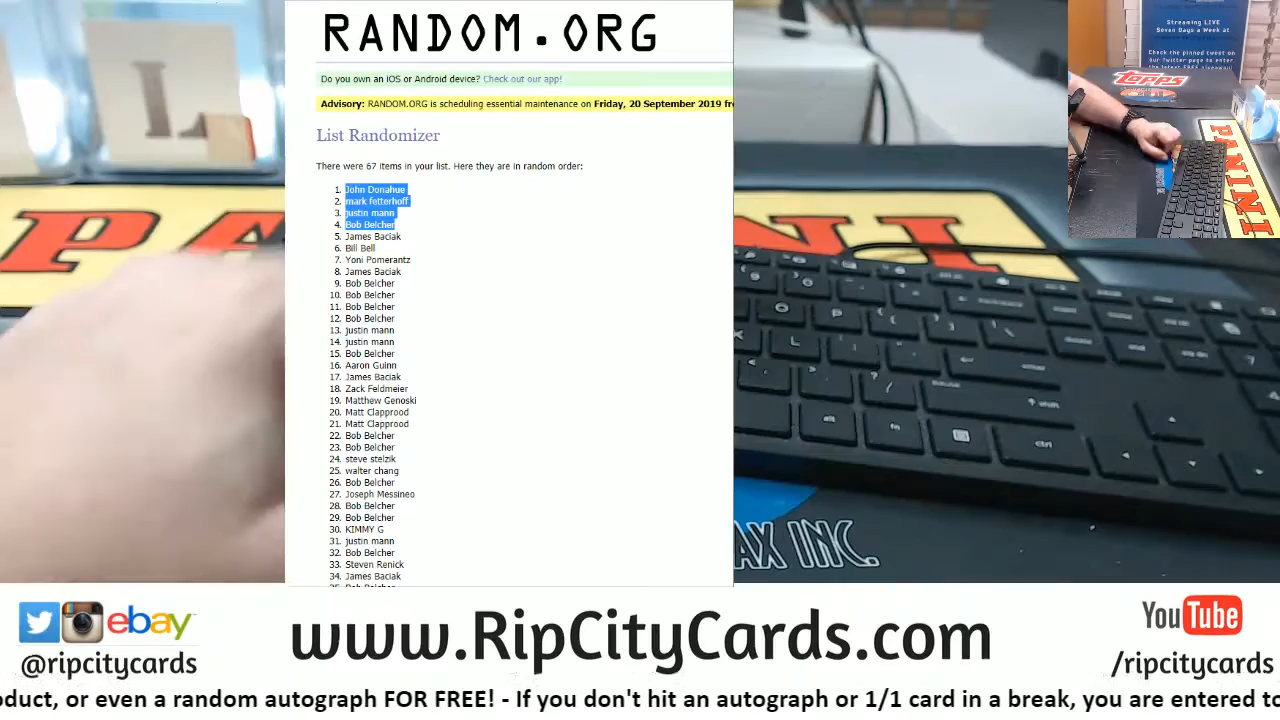 RANDOM.ORG
Do you own an iOS or Android device? Check out our app!
Advisory: RANDOM.ORG is scheduling essential maintenance on Friday, 20 September 2019
List Randomizer
There were 67 items in your list. Here they are in random order:
1. John Donahue
2. mark fetterhoff
3. justin mann
4. Bob Belcher
5. James Baciak
6. Bill Bell
7. Yoni Pomerantz
8. James Baciak
9. Bob Belcher
10. Bob Belcher
11. Bob Belcher
12. Bob Belcher
13. justin mann
14. justin mann
15. Bob Belcher
16. Aaron Guinn
17. James Baciak
18. Zack Feldmeier
19. Matthew Genoski
20. Matt Clapprood
21. Matt Clapprood
22. Bob Belcher
23. Bob Belcher
24. steve stelzik
25. walter chang
26. Bob Belcher
27. Joseph Messineo
28. Bob Belcher
29. Bob Belcher
30. KIMMY G
31. justin mann
32. Bob Belcher
33. Steven Renick
34. James Baciak
Streaming LIVE
Seven Days a Week at
Check the pinned tweet on
our Twitter page to enter
Topps
PANINI
AX INC.
ebay
@ripcitycards
www.RipCityCards.com
YouTube
/ripcitycards
oduct, or even a random autograph FOR FREE! - If you don't hit an autograph or 1/1 card in a break, you are entered to